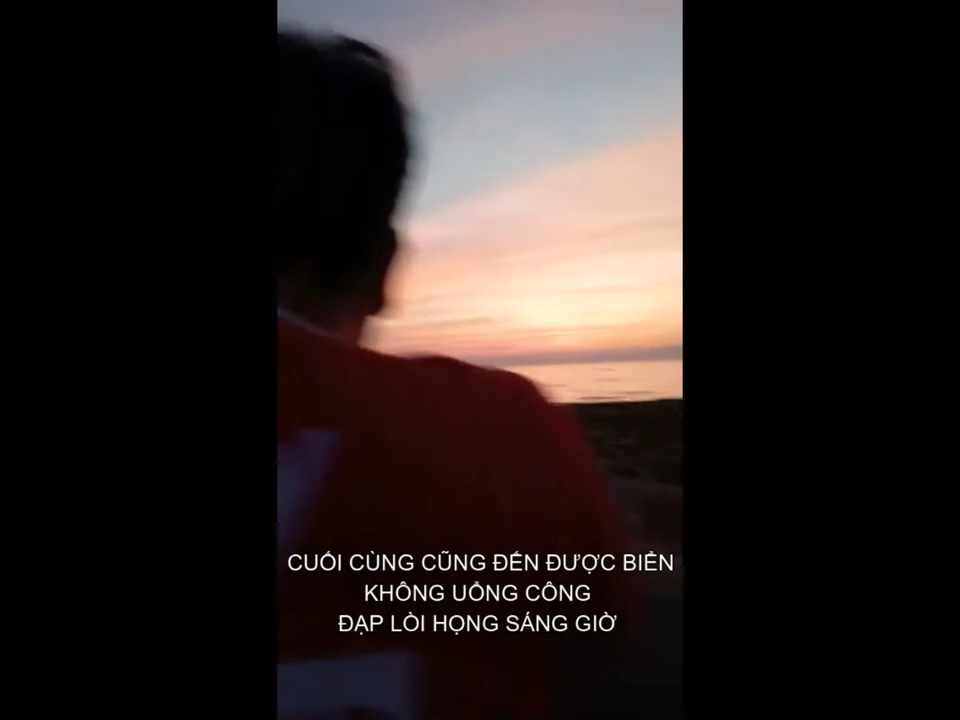 CUỐI CÙNG CŨNG ĐẾN ĐƯỢC BIỂN
KHÔNG UỔNG CÔNG
ĐẠP LÒI HỌNG SÁNG GIỜ